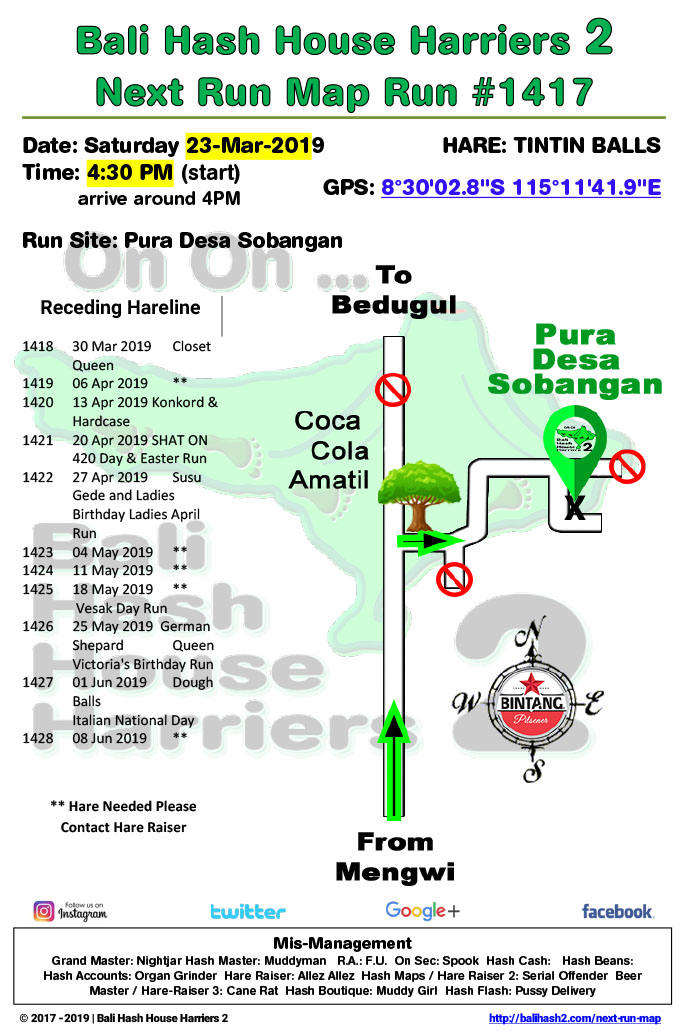 Bali Hash House Harriers 2
Next Run Map Run #1417
Date: Saturday 23-Mar-2019
HARE: TINTIN BALLS
Time: 4:30 PM (start)
arrive around 4PM
GPS: 8°30'02.8"S 115°11'41.9"E
Run Site: Pura Desa Sobangan
On On ...
Receding Hareline
1418 30 Mar 2019 Closet
Queen
1419 06 Apr 2019 **
1420 13 Apr 2019 Konkord &
Hardcase
1421 20 Apr 2019 SHAT ON
420 Day & Easter Run
1422 27 Apr 2019 Susu
Gede and Ladies
Birthday Ladies April
Run
1423 04 May 2019 **
1424 11 May 2019 **
1425 18 May 2019 **
Vesak Day Run
1426 25 May 2019 German
Shepard Queen
Victoria's Birthday Run
1427 01 Jun 2019 Dough
Balls
Italian National Day
1428 08 Jun 2019 **
** Hare Needed Please
Contact Hare Raiser
Bali
Hash
House
Harriers 2
To
Bedugul
Coca
Cola
Amatil
Pura
Desa
Sobangan
ON ON
Bali
Hash
House
Harriers 2
X
N
W E
S
BINTANG
Pilsener
From
Mengwi
Follow us on
Instagram
twitter
Google+
facebook
Mis-Management
Grand Master: Nightjar Hash Master: Muddyman R.A.: F.U. On Sec: Spook Hash Cash: Hash Beans:
Hash Accounts: Organ Grinder Hare Raiser: Allez Allez Hash Maps / Hare Raiser 2: Serial Offender Beer
Master / Hare-Raiser 3: Cane Rat Hash Boutique: Muddy Girl Hash Flash: Pussy Delivery
© 2017 - 2019 | Bali Hash House Harriers 2
http://balihash2.com/next-run-map